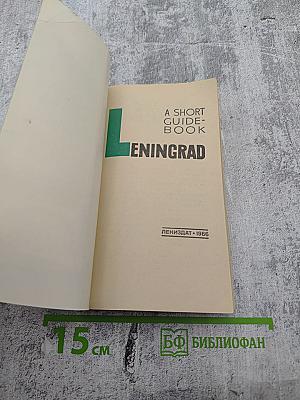 A SHORT
GUIDE-
BOOK
LENINGRAD
ЛЕНИЗДАТ • 1966
15 см
БФ БИБЛИОФАН